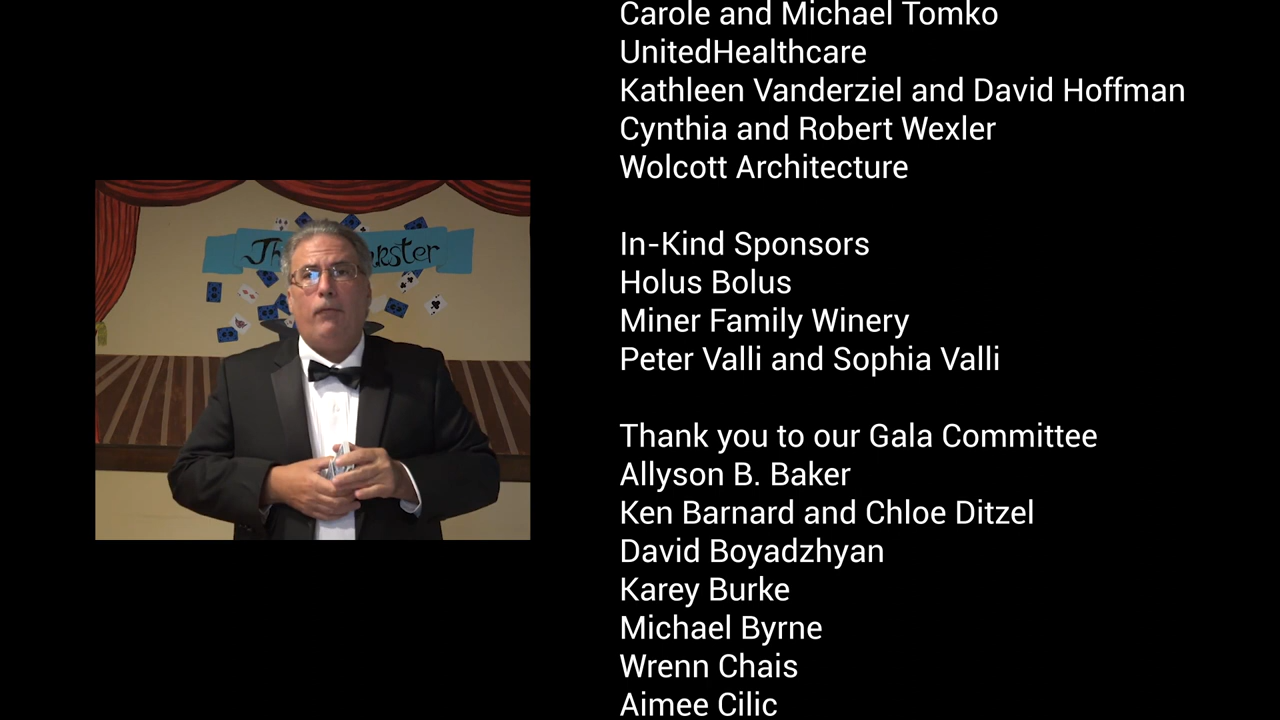 Th kster
Carole and Michael Tomko
UnitedHealthcare
Kathleen Vanderziel and David Hoffman
Cynthia and Robert Wexler
Wolcott Architecture
In-Kind Sponsors
Holus Bolus
Miner Family Winery
Peter Valli and Sophia Valli
Thank you to our Gala Committee
Allyson B. Baker
Ken Barnard and Chloe Ditzel
David Boyadzhyan
Karey Burke
Michael Byrne
Wrenn Chais
Aimee Cilic